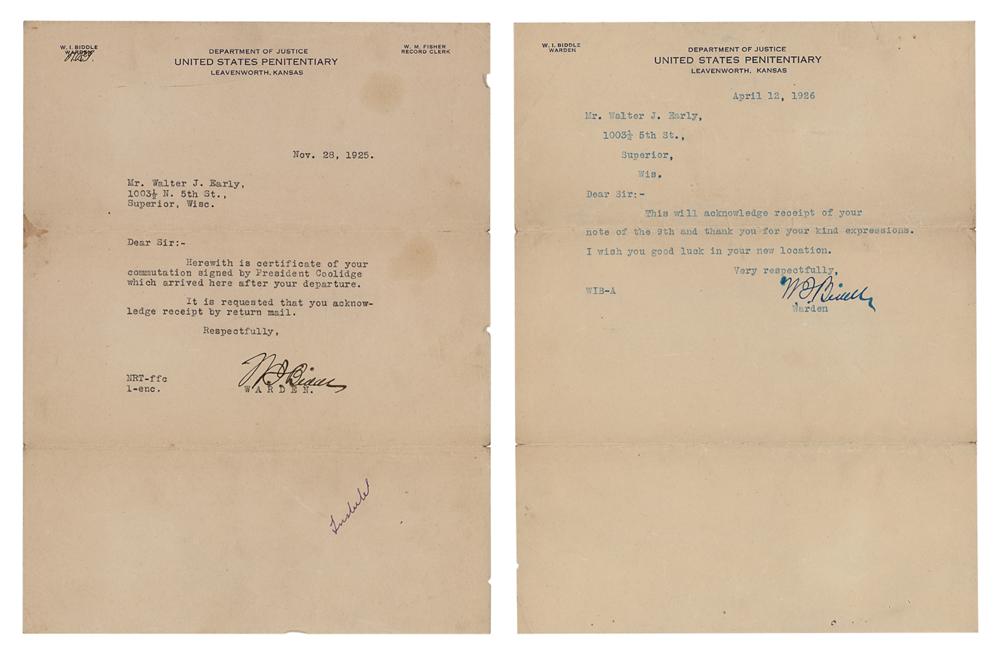 W. I. BIDDLE
WARDEN
DEPARTMENT OF JUSTICE
UNITED STATES PENITENTIARY
LEAVENWORTH, KANSAS
W. M. FISHER
RECORD CLERK
Nov. 28, 1925.
Mr. Walter J. Early,
1003½ N. 5th St.,
Superior, Wisc.
Dear Sir:-
Herewith is certificate of your
commutation signed by President Coolidge
which arrived here after your departure.
It is requested that you acknow-
ledge receipt by return mail.
Respectfully,
W I Biddle
NRT-ffc
1-enc.
WARDEN.
W. I. BIDDLE
WARDEN
DEPARTMENT OF JUSTICE
UNITED STATES PENITENTIARY
LEAVENWORTH, KANSAS
April 12, 1926
Mr. Walter J. Early,
1003½ 5th St.,
Superior,
Wis.
Dear Sir:-
This will acknowledge receipt of your
note of the 9th and thank you for your kind expressions.
I wish you good luck in your new location.
Very respectfully,
WIB-A
W I Biddle
Warden